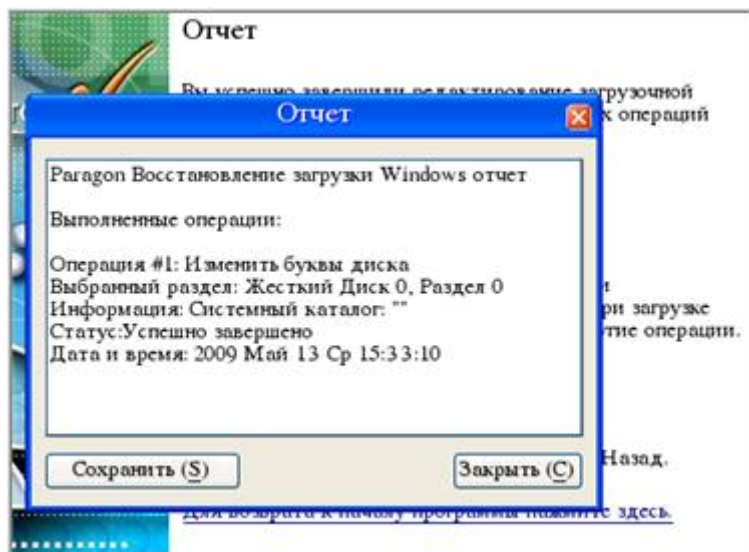 Отчет
Вы успешно завершили редактирование загрузочной
х операций
Отчет
Paragon Восстановление загрузки Windows отчет
Выполненные операции:
Операция #1: Изменить буквы диска
Выбранный раздел: Жесткий Диск 0, Раздел 0
Информация: Системный каталог: ""
Статус:Успешно завершено
Дата и время: 2009 Май 13 Ср 15:33:10
Сохранить (S)
Закрыть (C)
и
ри загрузке
тие операции.
Назад.
Для возврата к началу программы нажмите здесь.